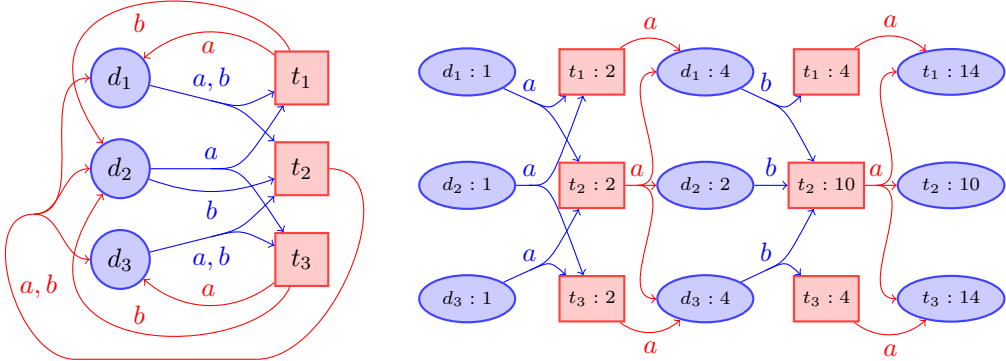 b
a
d₁
a, b
t₁
d₂
a
t₂
b
d₃
a, b
t₃
a, b
a
b
a
a
d₁ : 1
a
t₁ : 2
d₁ : 4
b
t₁ : 4
t₁ : 14
d₂ : 1
a
t₂ : 2
a
d₂ : 2
b
t₂ : 10
a
t₂ : 10
d₃ : 1
a
t₃ : 2
d₃ : 4
b
t₃ : 4
t₃ : 14
a
a